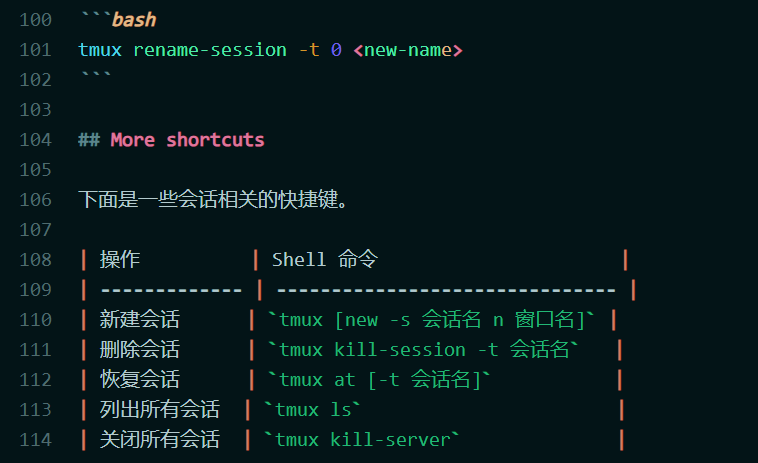 100 ```bash
101 tmux rename-session -t 0 <new-name>
102 ```
103
104 ## More shortcuts
105
106 下面是一些会话相关的快捷键。
107
108 | 操作          | Shell 命令                       |
109 | ------------- | -------------------------------- |
110 | 新建会话      | `tmux [new -s 会话名 n 窗口名]` |
111 | 删除会话      | `tmux kill-session -t 会话名`   |
112 | 恢复会话      | `tmux at [-t 会话名]`           |
113 | 列出所有会话  | `tmux ls`                       |
114 | 关闭所有会话  | `tmux kill-server`              |